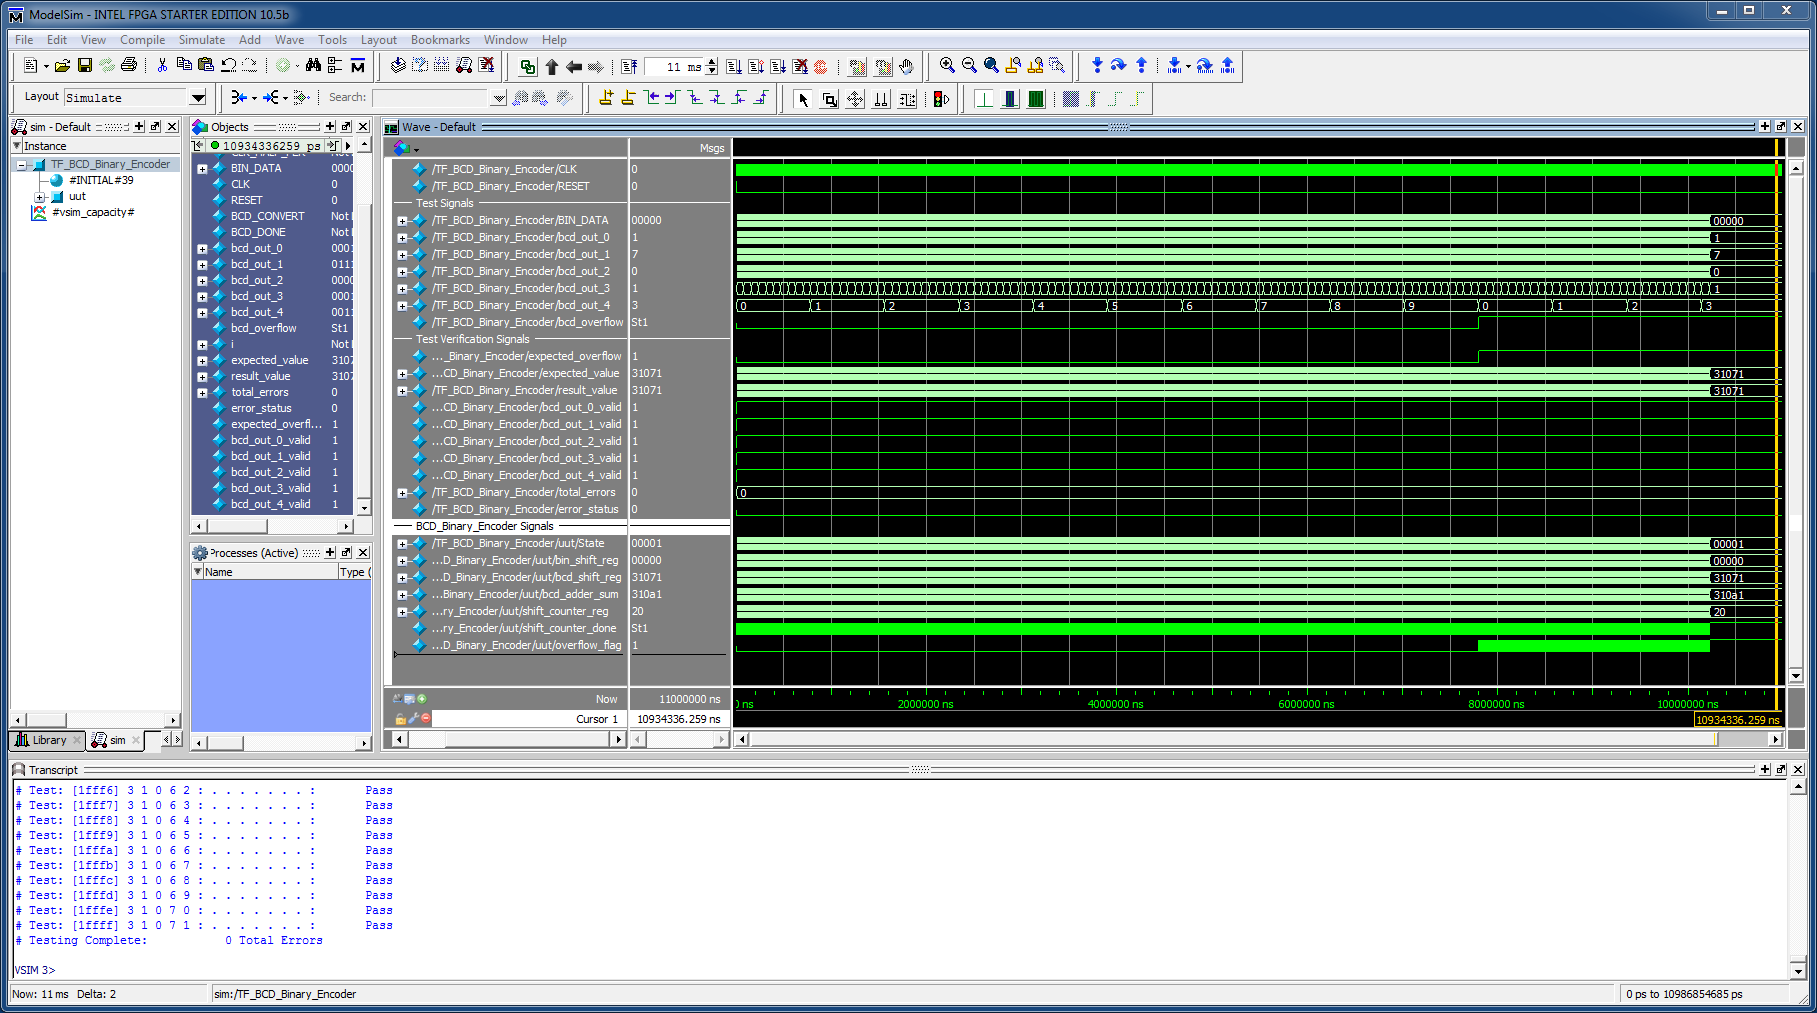 ModelSim - INTEL FPGA STARTER EDITION 10.5b
File Edit View Compile Simulate Add Wave Tools Layout Bookmarks Window Help
11 ms
Layout Simulate
Search:
sim - Default
Instance
TF_BCD_Binary_Encoder
#INITIAL#39
uut
#vsim_capacity#
Library
sim
Objects
10934336259 ps
BIN_DATA 0000
CLK 0
RESET 0
BCD_CONVERT Not
BCD_DONE Not
bcd_out_0 0001
bcd_out_1 0111
bcd_out_2 0000
bcd_out_3 0001
bcd_out_4 0011
bcd_overflow St1
i Not
expected_value 3107
result_value 3107
total_errors 0
error_status 0
expected_overfl... 1
bcd_out_0_valid 1
bcd_out_1_valid 1
bcd_out_2_valid 1
bcd_out_3_valid 1
bcd_out_4_valid 1
Processes (Active)
Name Type (
Wave - Default
Msgs
/TF_BCD_Binary_Encoder/CLK 0
/TF_BCD_Binary_Encoder/RESET 0
Test Signals
/TF_BCD_Binary_Encoder/BIN_DATA 00000 00000
/TF_BCD_Binary_Encoder/bcd_out_0 1 1
/TF_BCD_Binary_Encoder/bcd_out_1 7 7
/TF_BCD_Binary_Encoder/bcd_out_2 0 0
/TF_BCD_Binary_Encoder/bcd_out_3 1 1
/TF_BCD_Binary_Encoder/bcd_out_4 3 0 1 2 3 4 5 6 7 8 9 0 1 2 3
/TF_BCD_Binary_Encoder/bcd_overflow St1
Test Verification Signals
..._Binary_Encoder/expected_overflow 1
...CD_Binary_Encoder/expected_value 31071 31071
/TF_BCD_Binary_Encoder/result_value 31071 31071
...CD_Binary_Encoder/bcd_out_0_valid 1
...CD_Binary_Encoder/bcd_out_1_valid 1
...CD_Binary_Encoder/bcd_out_2_valid 1
...CD_Binary_Encoder/bcd_out_3_valid 1
...CD_Binary_Encoder/bcd_out_4_valid 1
/TF_BCD_Binary_Encoder/total_errors 0 0
/TF_BCD_Binary_Encoder/error_status 0
BCD_Binary_Encoder Signals
/TF_BCD_Binary_Encoder/uut/State 00001 00001
...D_Binary_Encoder/uut/bin_shift_reg 00000 00000
...D_Binary_Encoder/uut/bcd_shift_reg 31071 31071
...Binary_Encoder/uut/bcd_adder_sum 310a1 310a1
...ry_Encoder/uut/shift_counter_reg 20 20
...ry_Encoder/uut/shift_counter_done St1
...D_Binary_Encoder/uut/overflow_flag 1
Now 11000000 ns
ns 2000000 ns 4000000 ns 6000000 ns 8000000 ns 10000000 ns
Cursor 1 10934336.259 ns 10934336.259 ns
Transcript
# Test: [1fff6] 3 1 0 6 2 : . . . . . . . : Pass
# Test: [1fff7] 3 1 0 6 3 : . . . . . . . : Pass
# Test: [1fff8] 3 1 0 6 4 : . . . . . . . : Pass
# Test: [1fff9] 3 1 0 6 5 : . . . . . . . : Pass
# Test: [1fffa] 3 1 0 6 6 : . . . . . . . : Pass
# Test: [1fffb] 3 1 0 6 7 : . . . . . . . : Pass
# Test: [1fffc] 3 1 0 6 8 : . . . . . . . : Pass
# Test: [1fffd] 3 1 0 6 9 : . . . . . . . : Pass
# Test: [1fffe] 3 1 0 7 0 : . . . . . . . : Pass
# Test: [1ffff] 3 1 0 7 1 : . . . . . . . : Pass
# Testing Complete: 0 Total Errors
VSIM 3>
Now: 11 ms Delta: 2
sim:/TF_BCD_Binary_Encoder
0 ps to 10986854685 ps